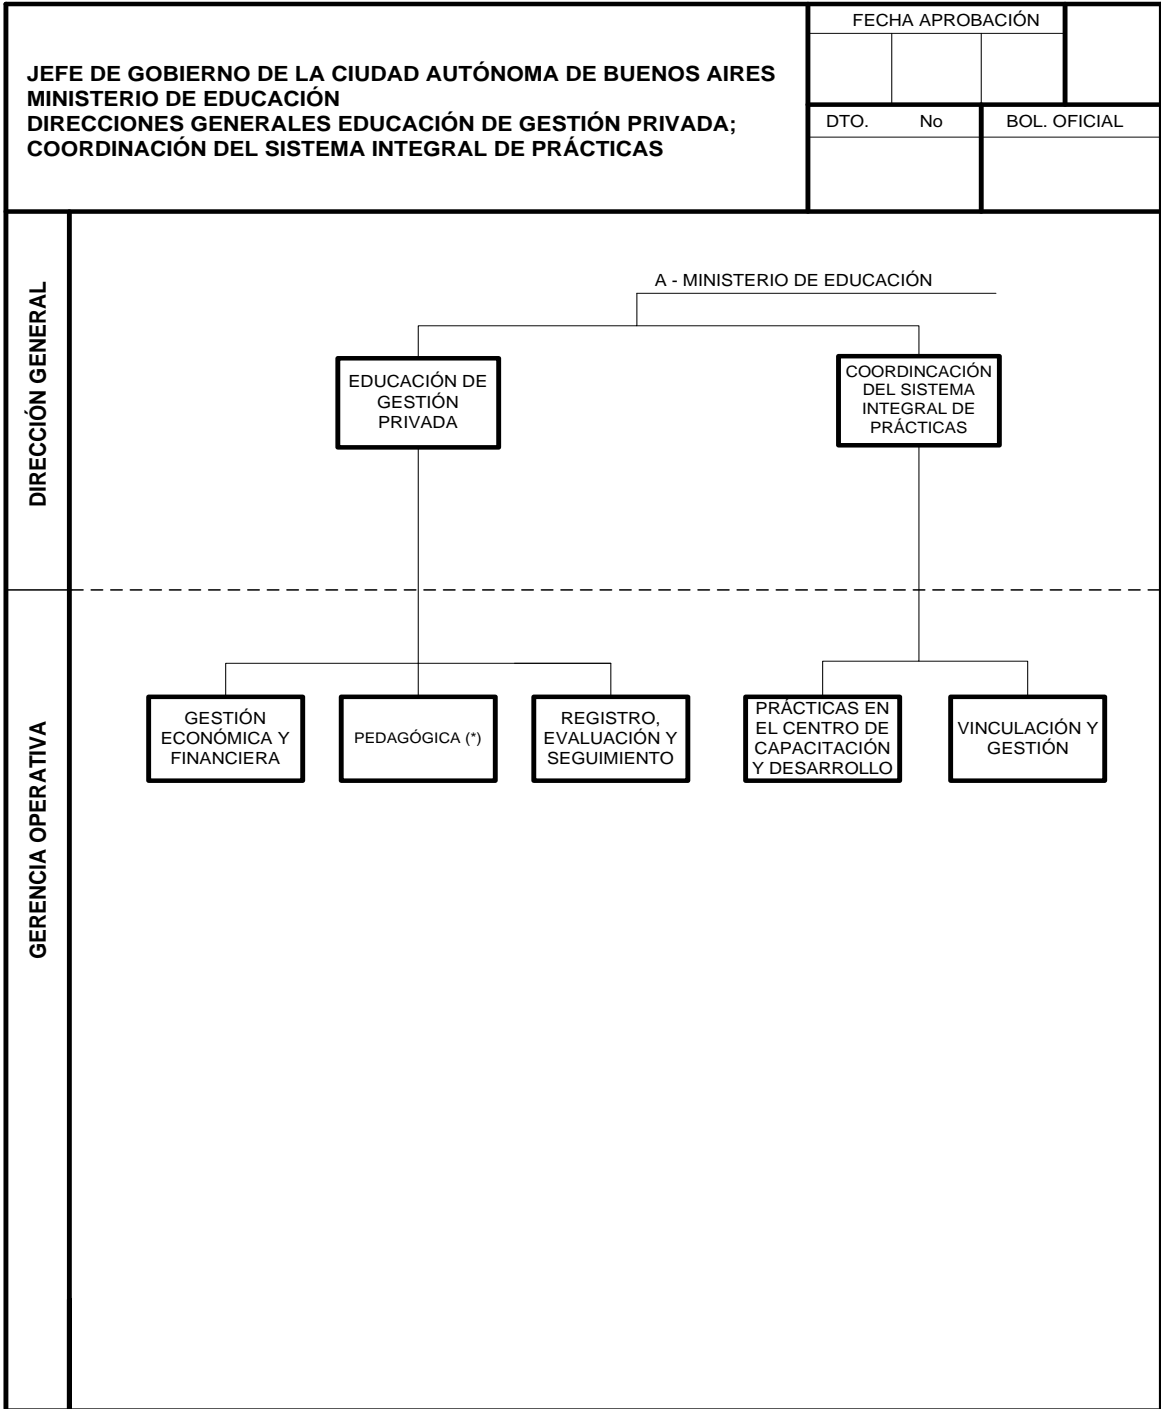 JEFE DE GOBIERNO DE LA CIUDAD AUTÓNOMA DE BUENOS AIRES
MINISTERIO DE EDUCACIÓN
DIRECCIONES GENERALES EDUCACIÓN DE GESTIÓN PRIVADA;
COORDINACIÓN DEL SISTEMA INTEGRAL DE PRÁCTICAS
FECHA APROBACIÓN
DTO. No
BOL. OFICIAL
DIRECCIÓN GENERAL
A - MINISTERIO DE EDUCACIÓN
EDUCACIÓN DE
GESTIÓN
PRIVADA
COORDINCACIÓN
DEL SISTEMA
INTEGRAL DE
PRÁCTICAS
GERENCIA OPERATIVA
GESTIÓN
ECONÓMICA Y
FINANCIERA
PEDAGÓGICA (*)
REGISTRO,
EVALUACIÓN Y
SEGUIMIENTO
PRÁCTICAS EN
EL CENTRO DE
CAPACITACIÓN
Y DESARROLLO
VINCULACIÓN Y
GESTIÓN